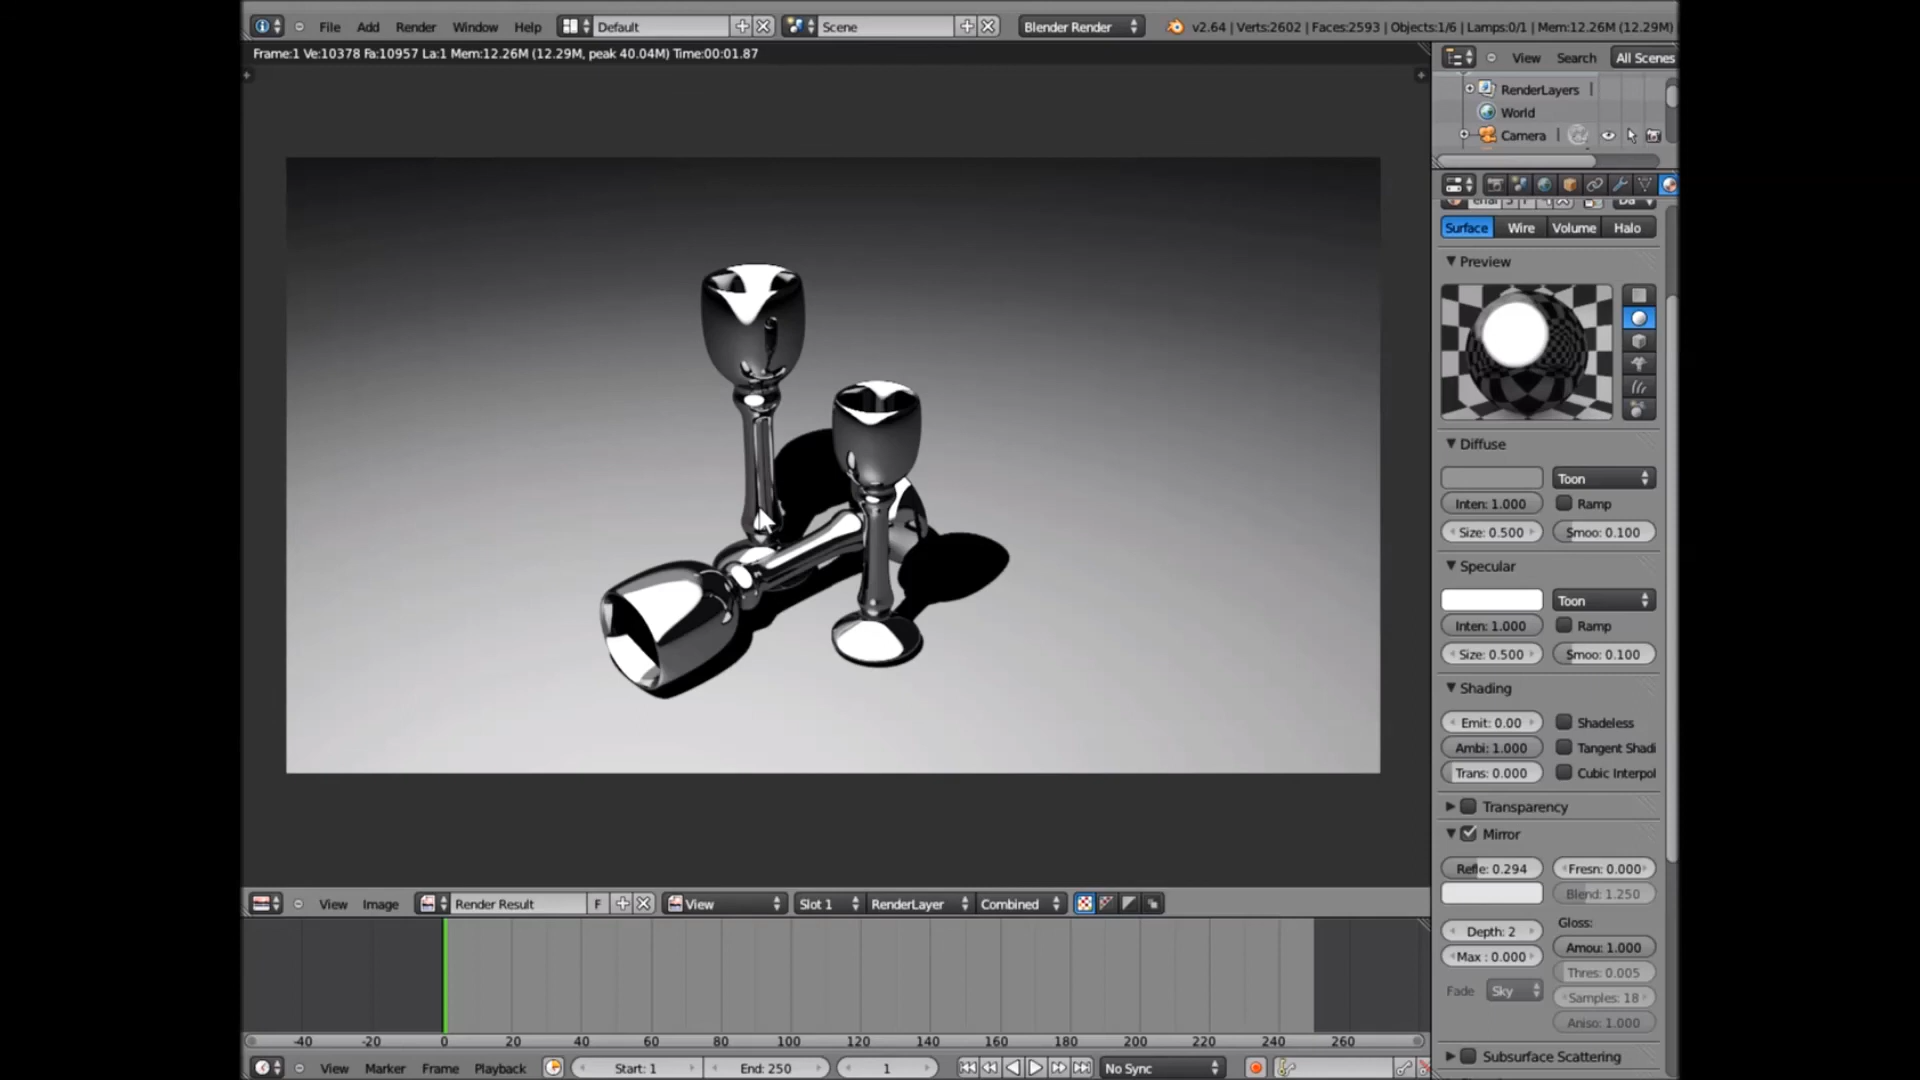 File Add Render Window Help Default Scene Blender Render v2.64 | Verts:2602 | Faces:2593 | Objects:1/6 | Lamps:0/1 | Mem:12.26M (12.29M)
Frame:1 Ve:10378 Fa:10957 La:1 Mem:12.26M (12.29M, peak 40.04M) Time:00:01.87
View Search All Scenes
RenderLayers
World
Camera
Surface Wire Volume Halo
Preview
Diffuse
Toon
Inten: 1.000 Ramp
Size: 0.500 Smoo: 0.100
Specular
Toon
Inten: 1.000 Ramp
Size: 0.500 Smoo: 0.100
Shading
Emit: 0.00 Shadeless
Ambi: 1.000 Tangent Shadi
Trans: 0.000 Cubic Interpol
Transparency
Mirror
Refle: 0.294 Fresn: 0.000
Blend: 1.250
Depth: 2 Gloss:
Max : 0.000 Amou: 1.000
Thres: 0.005
Fade Sky Samples: 18
Aniso: 1.000
Subsurface Scattering
View Image Render Result F View Slot 1 RenderLayer Combined
-40 -20 0 20 40 60 80 100 120 140 160 180 200 220 240 260
View Marker Frame Playback Start: 1 End: 250 1 No Sync